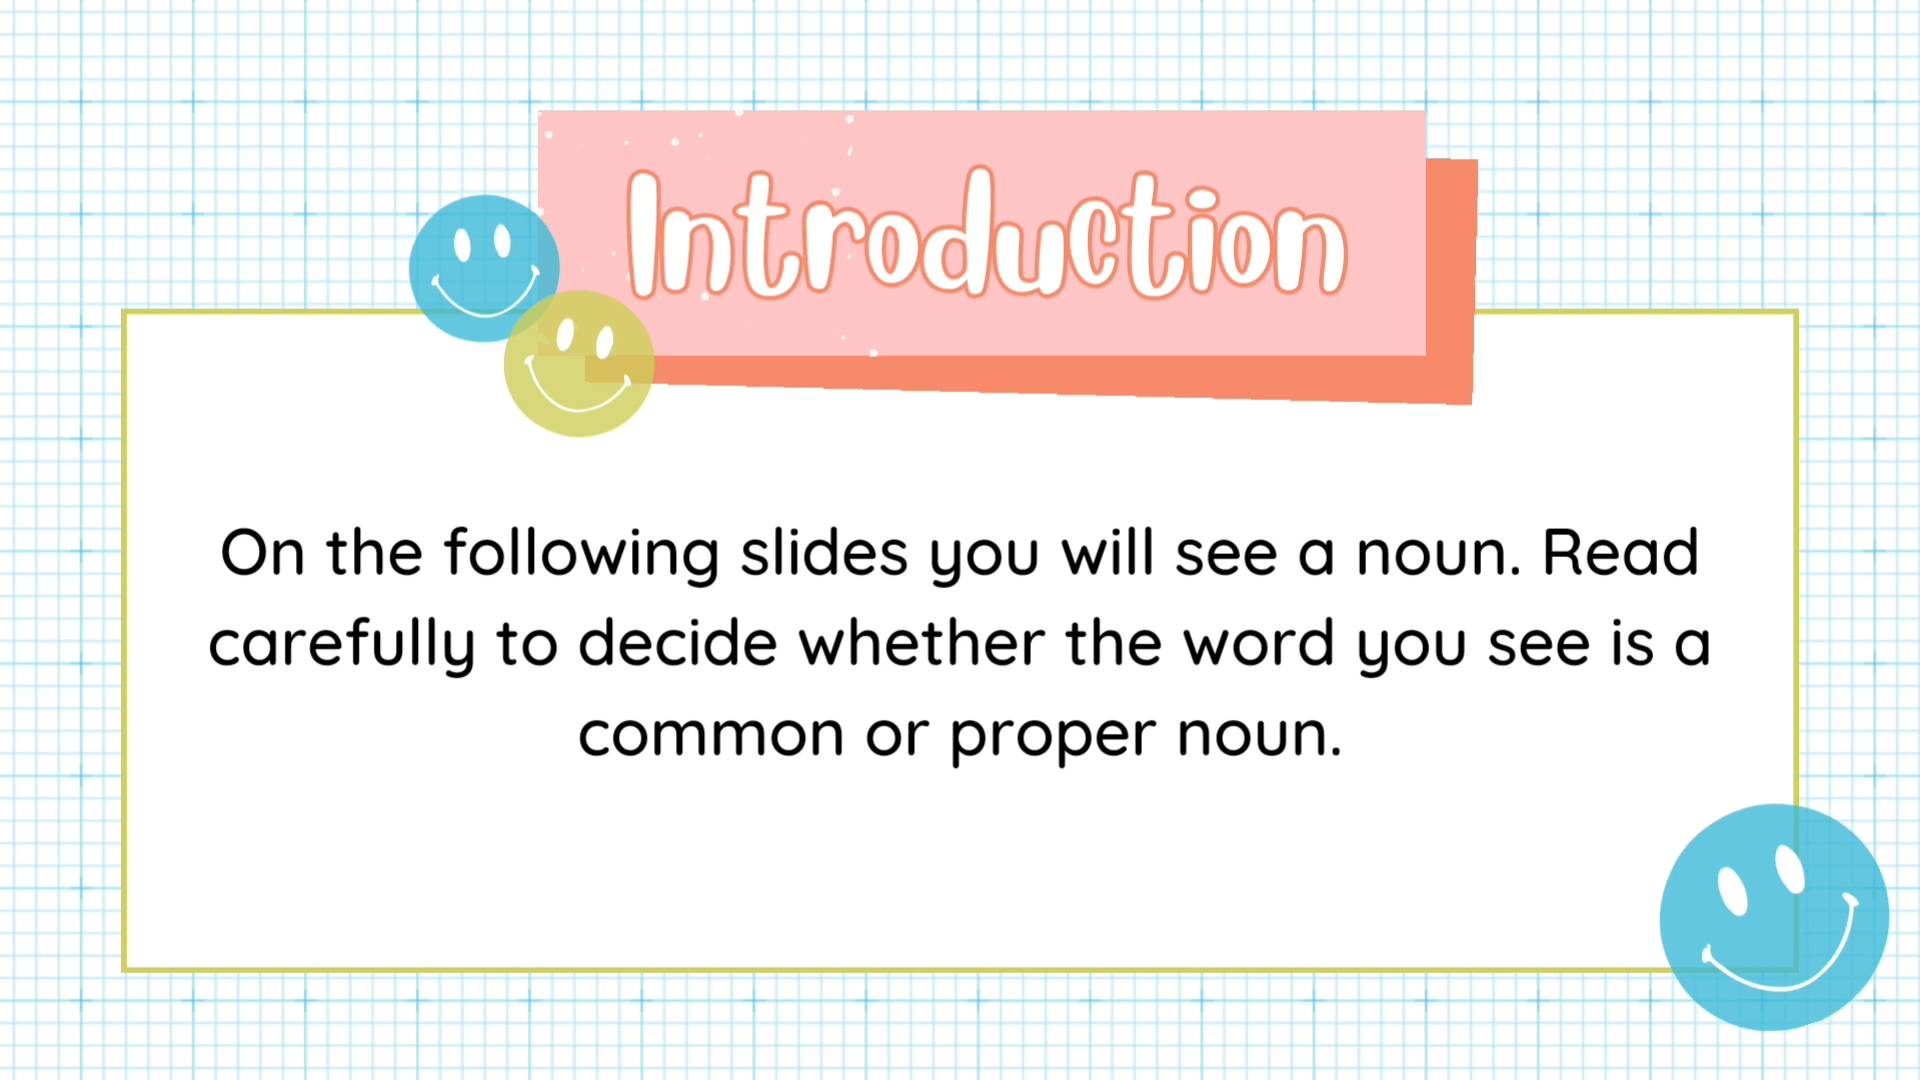 Introduction
On the following slides you will see a noun. Read
carefully to decide whether the word you see is a
common or proper noun.